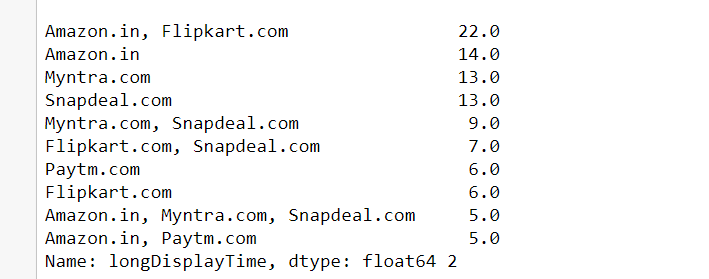 Amazon.in, Flipkart.com 22.0
Amazon.in 14.0
Myntra.com 13.0
Snapdeal.com 13.0
Myntra.com, Snapdeal.com 9.0
Flipkart.com, Snapdeal.com 7.0
Paytm.com 6.0
Flipkart.com 6.0
Amazon.in, Myntra.com, Snapdeal.com 5.0
Amazon.in, Paytm.com 5.0
Name: longDisplayTime, dtype: float64 2